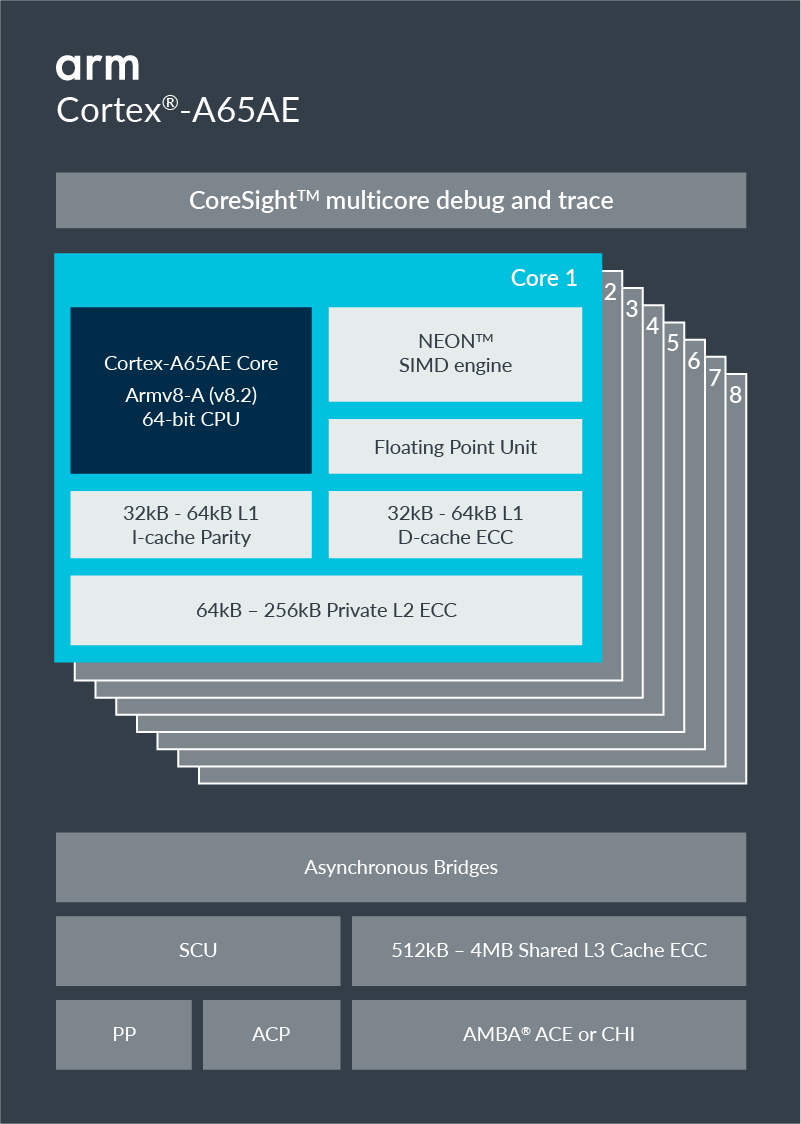 arm
Cortex®-A65AE
CoreSight™ multicore debug and trace
Core 1
2
3
4
5
6
7
8
Cortex-A65AE Core
Armv8-A (v8.2)
64-bit CPU
NEON™
SIMD engine
Floating Point Unit
32kB - 64kB L1
I-cache Parity
32kB - 64kB L1
D-cache ECC
64kB – 256kB Private L2 ECC
Asynchronous Bridges
SCU
512kB – 4MB Shared L3 Cache ECC
PP
ACP
AMBA® ACE or CHI